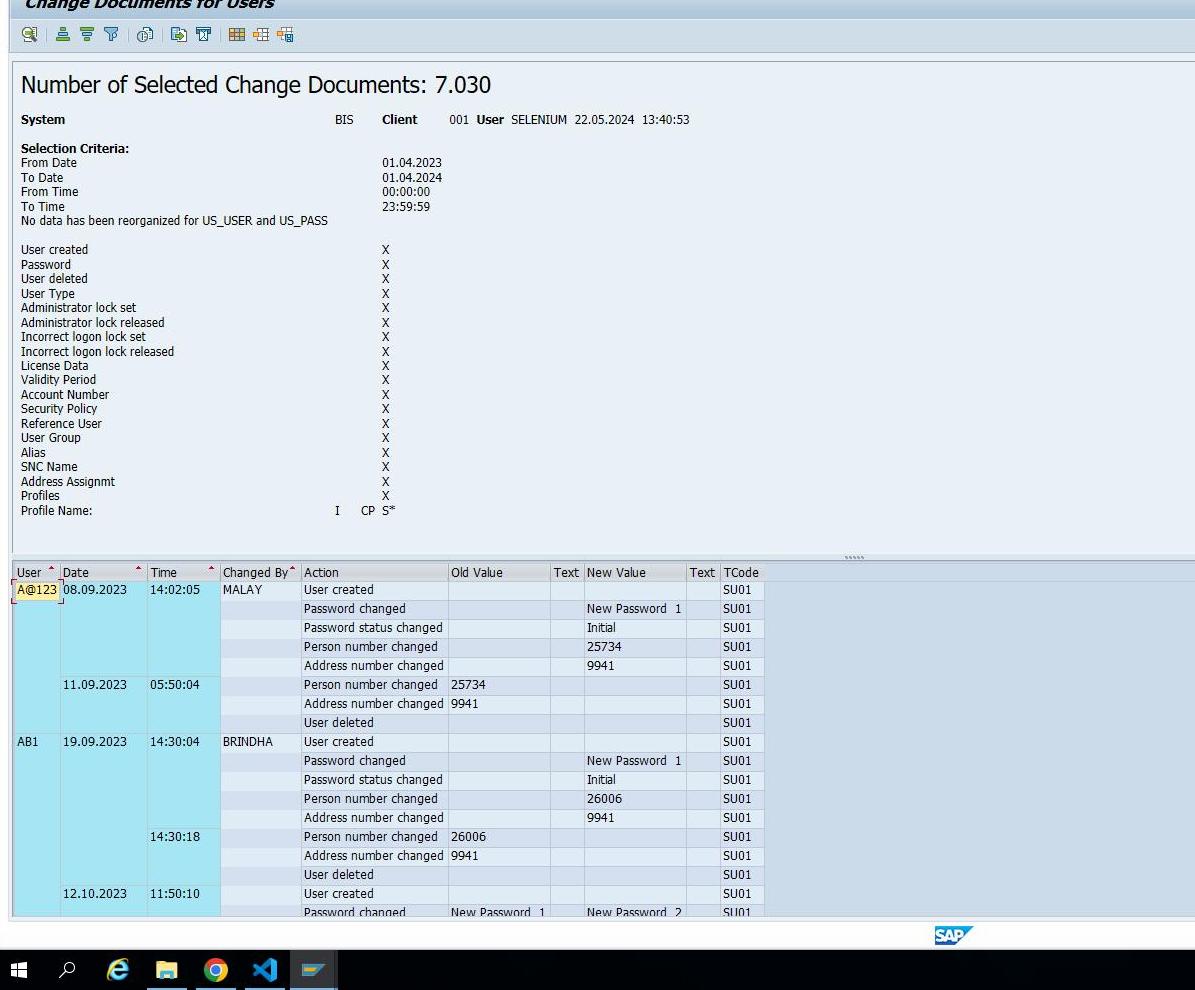 Change Documents for Users
Number of Selected Change Documents: 7.030
System BIS Client 001 User SELENIUM 22.05.2024 13:40:53
Selection Criteria:
From Date 01.04.2023
To Date 01.04.2024
From Time 00:00:00
To Time 23:59:59
No data has been reorganized for US_USER and US_PASS
User created X
Password X
User deleted X
User Type X
Administrator lock set X
Administrator lock released X
Incorrect logon lock set X
Incorrect logon lock released X
License Data X
Validity Period X
Account Number X
Security Policy X
Reference User X
User Group X
Alias X
SNC Name X
Address Assignmt X
Profiles X
Profile Name: I CP S*
User Date Time Changed By Action Old Value Text New Value Text TCode
A@123 08.09.2023 14:02:05 MALAY User created SU01
Password changed New Password 1 SU01
Password status changed Initial SU01
Person number changed 25734 SU01
Address number changed 9941 SU01
11.09.2023 05:50:04 Person number changed 25734 SU01
Address number changed 9941 SU01
User deleted SU01
AB1 19.09.2023 14:30:04 BRINDHA User created SU01
Password changed New Password 1 SU01
Password status changed Initial SU01
Person number changed 26006 SU01
Address number changed 9941 SU01
14:30:18 Person number changed 26006 SU01
Address number changed 9941 SU01
User deleted SU01
12.10.2023 11:50:10 User created SU01
Password changed New Password 1 New Password 2 SU01
SAP